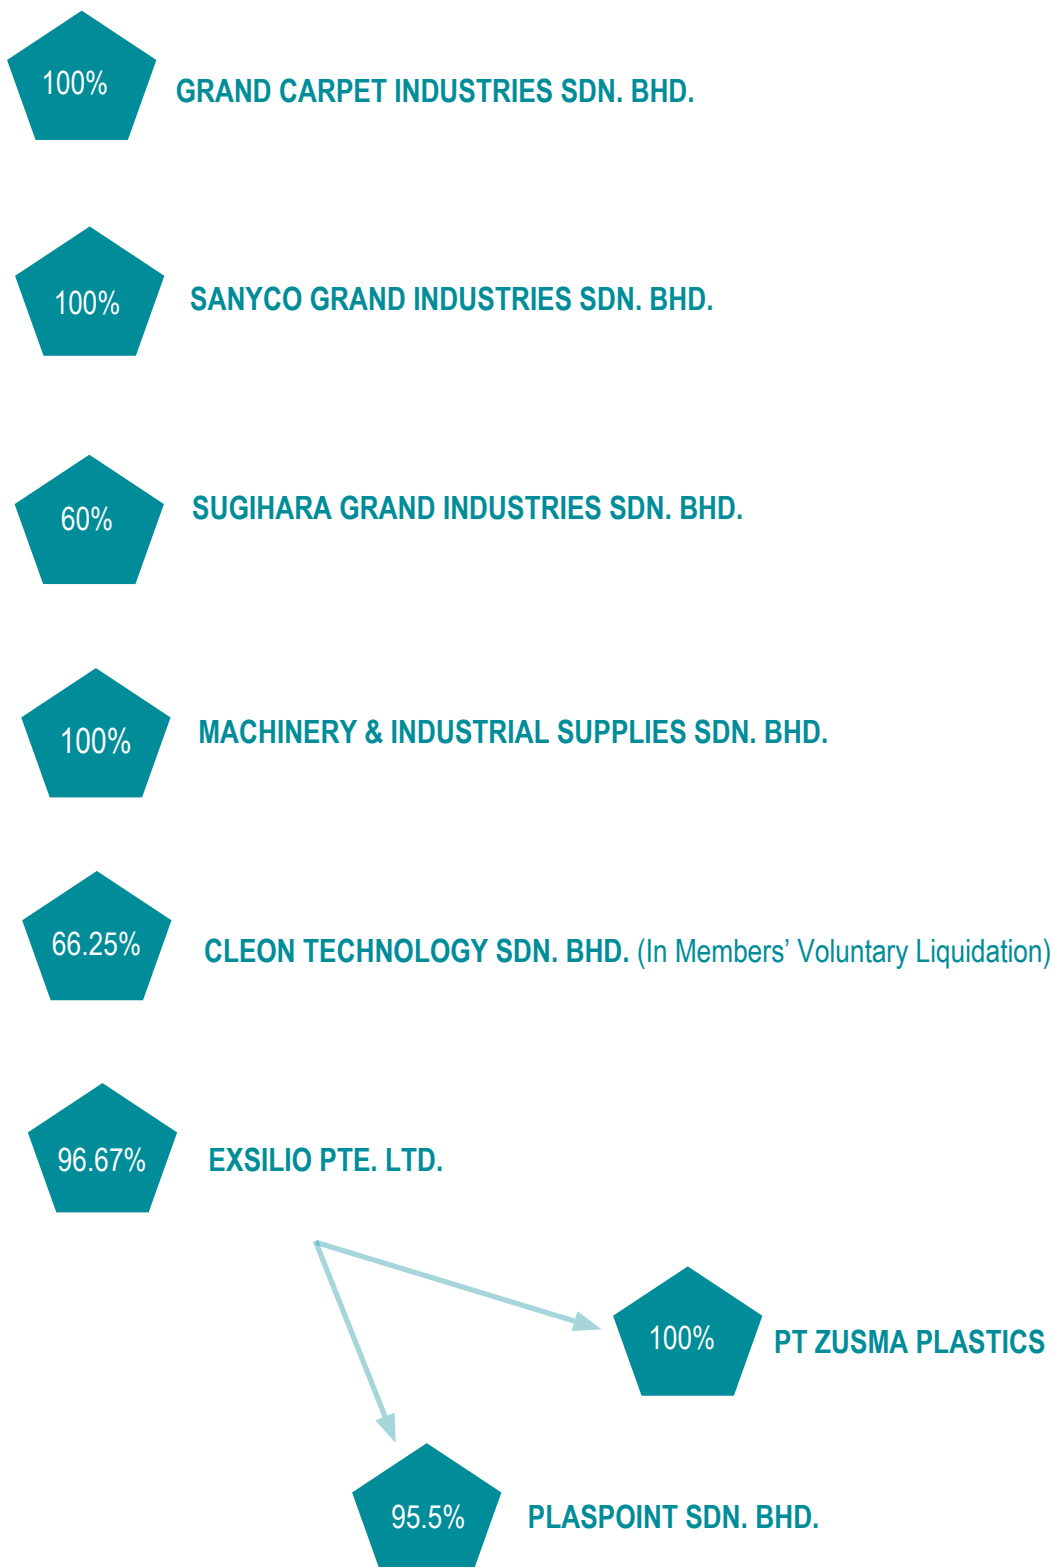 100%
GRAND CARPET INDUSTRIES SDN. BHD.
100%
SANYCO GRAND INDUSTRIES SDN. BHD.
60%
SUGIHARA GRAND INDUSTRIES SDN. BHD.
100%
MACHINERY & INDUSTRIAL SUPPLIES SDN. BHD.
66.25%
CLEON TECHNOLOGY SDN. BHD. (In Members’ Voluntary Liquidation)
96.67%
EXSILIO PTE. LTD.
100%
PT ZUSMA PLASTICS
95.5%
PLASPOINT SDN. BHD.